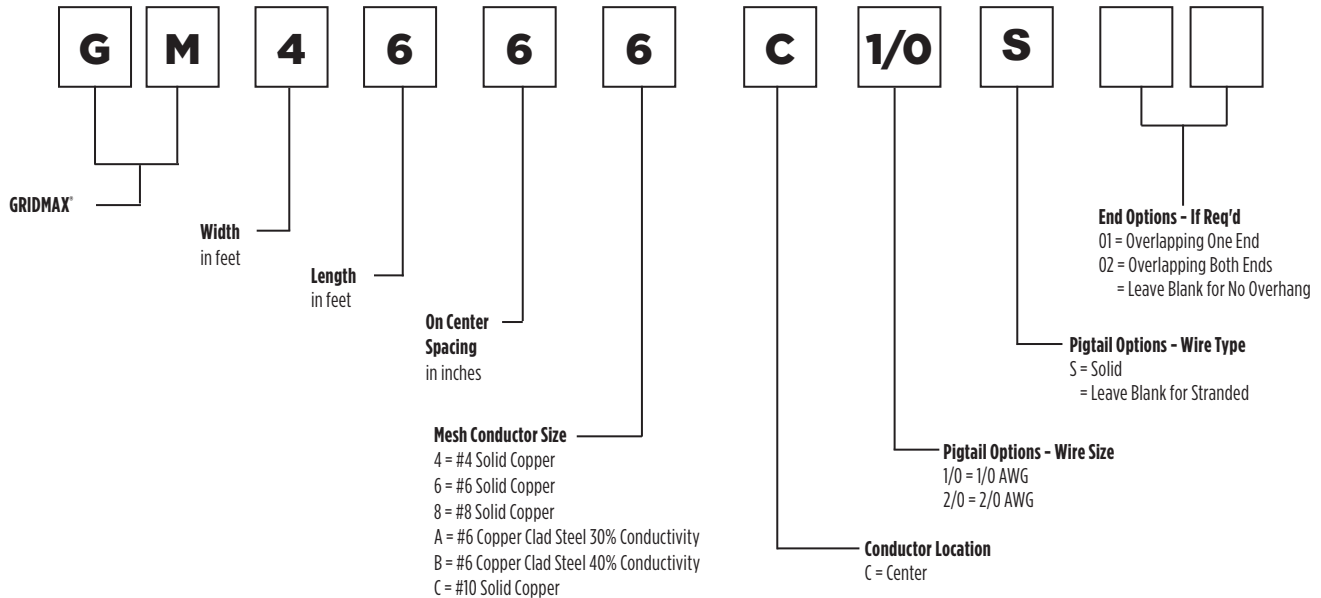 G M 4 6 6 6 C 1/0 S
GRIDMAX®
Width
in feet
Length
in feet
On Center
Spacing
in inches
Mesh Conductor Size
4 = #4 Solid Copper
6 = #6 Solid Copper
8 = #8 Solid Copper
A = #6 Copper Clad Steel 30% Conductivity
B = #6 Copper Clad Steel 40% Conductivity
C = #10 Solid Copper
Conductor Location
C = Center
Pigtail Options - Wire Size
1/0 = 1/0 AWG
2/0 = 2/0 AWG
Pigtail Options - Wire Type
S = Solid
= Leave Blank for Stranded
End Options - If Req'd
01 = Overlapping One End
02 = Overlapping Both Ends
= Leave Blank for No Overhang